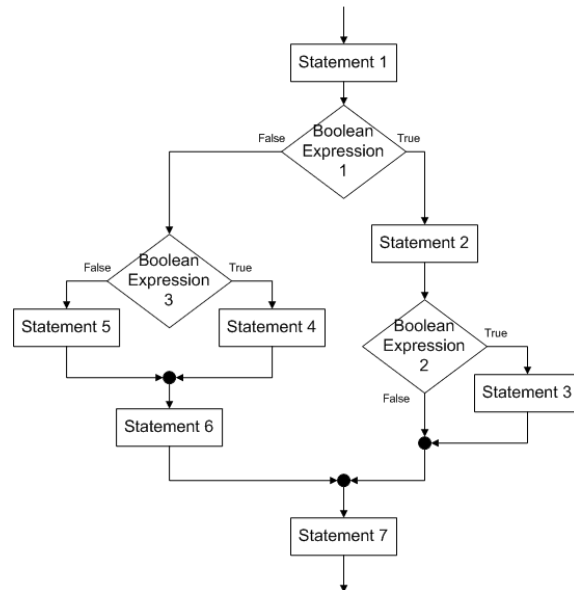 Statement 1
False
Boolean
Expression
1
True
Statement 2
False
Boolean
Expression
3
True
Statement 5
Statement 4
Boolean
Expression
2
True
False
Statement 3
Statement 6
Statement 7